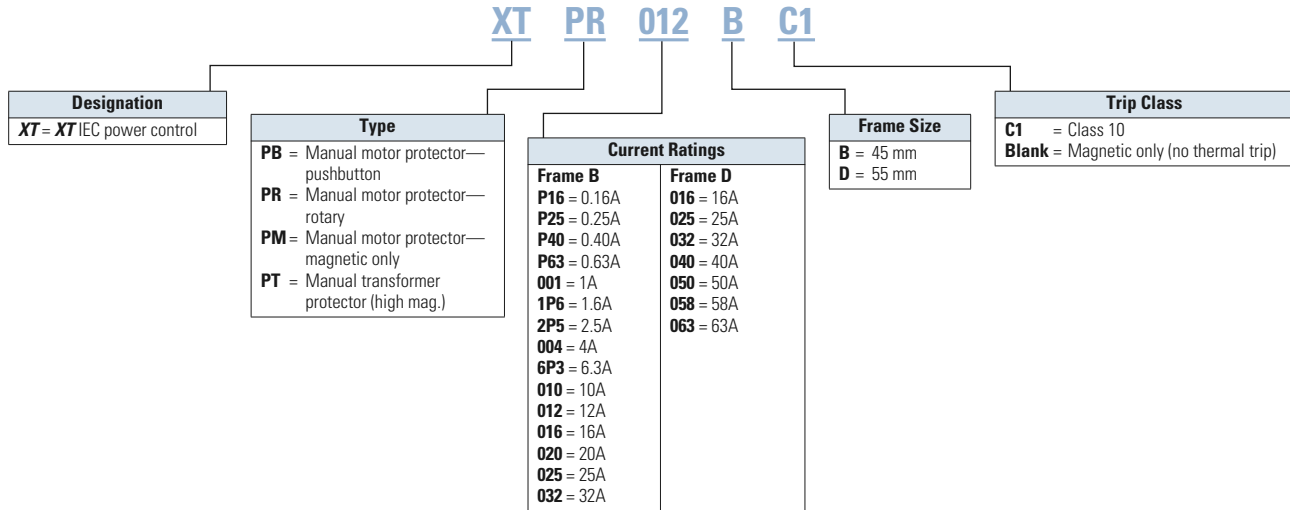 XT PR 012 B C1
Designation
XT = XT IEC power control
Type
PB = Manual motor protector—
pushbutton
PR = Manual motor protector—
rotary
PM = Manual motor protector—
magnetic only
PT = Manual transformer
protector (high mag.)
Current Ratings
Frame B
P16 = 0.16A
P25 = 0.25A
P40 = 0.40A
P63 = 0.63A
001 = 1A
1P6 = 1.6A
2P5 = 2.5A
004 = 4A
6P3 = 6.3A
010 = 10A
012 = 12A
016 = 16A
020 = 20A
025 = 25A
032 = 32A
Frame D
016 = 16A
025 = 25A
032 = 32A
040 = 40A
050 = 50A
058 = 58A
063 = 63A
Frame Size
B = 45 mm
D = 55 mm
Trip Class
C1 = Class 10
Blank = Magnetic only (no thermal trip)